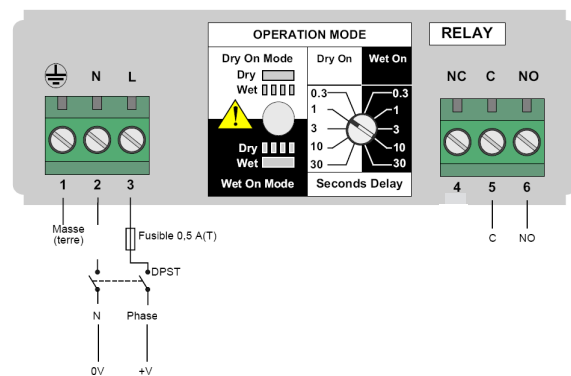 OPERATION MODE
RELAY
Dry On Mode
Dry On
Wet On
Dry
Wet
N
L
NC
C
NO
0.3
0.3
1
1
3
3
10
10
30
30
Dry
Wet
Wet On Mode
Seconds Delay
1
2
3
4
5
6
Masse
(terre)
Fusible 0,5 A(T)
C
NO
DPST
N
Phase
0V
+V